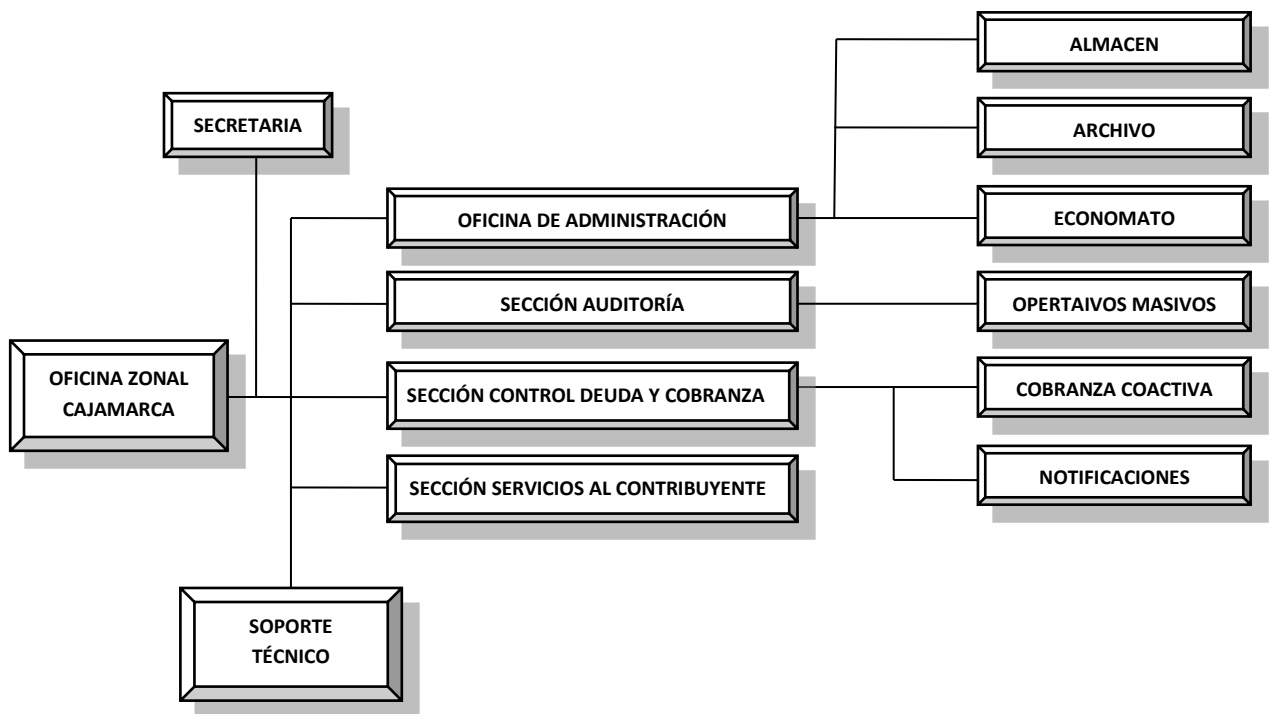 ALMACEN
SECRETARIA
ARCHIVO
OFICINA DE ADMINISTRACIÓN
ECONOMATO
SECCIÓN AUDITORÍA
OPERTAIVOS MASIVOS
OFICINA ZONAL
CAJAMARCA
SECCIÓN CONTROL DEUDA Y COBRANZA
COBRANZA COACTIVA
SECCIÓN SERVICIOS AL CONTRIBUYENTE
NOTIFICACIONES
SOPORTE
TÉCNICO